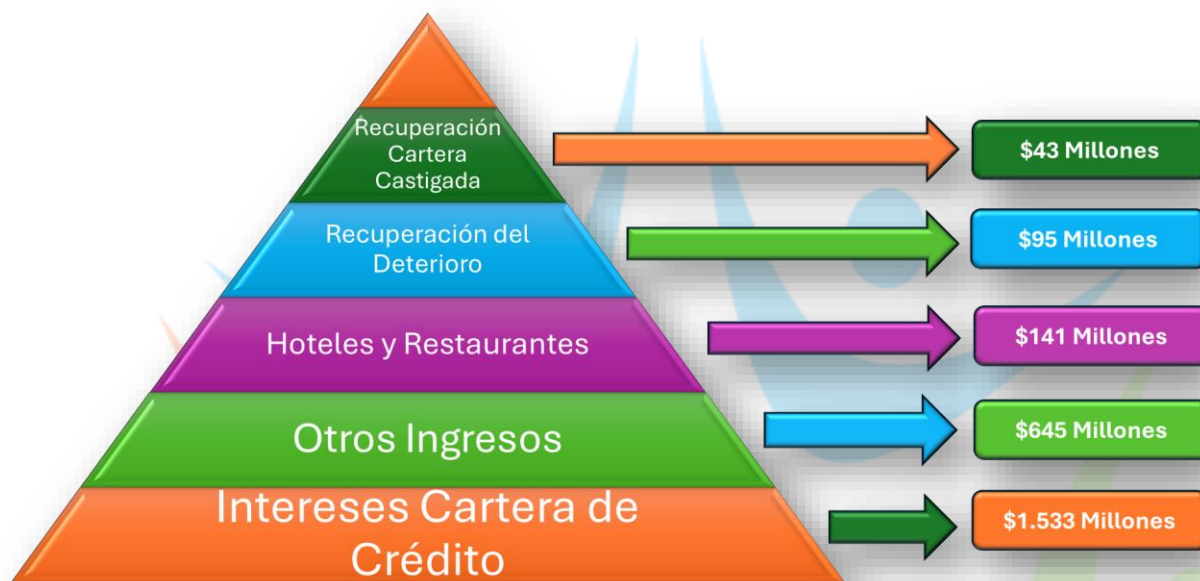 Recuperación
Cartera
Castigada
$43 Millones
Recuperación del
Deterioro
$95 Millones
Hoteles y Restaurantes
$141 Millones
Otros Ingresos
$645 Millones
Intereses Cartera de
Crédito
$1.533 Millones